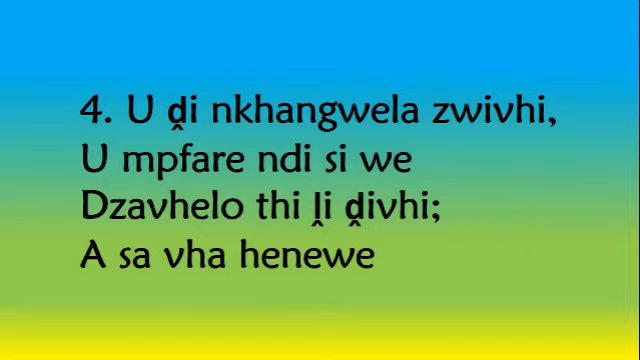 4. U ḓi nkhangwela zwivhi,
U mpfare ndi si we
Dzavhelo thi ḽi ḓivhi;
A sa vha henewe